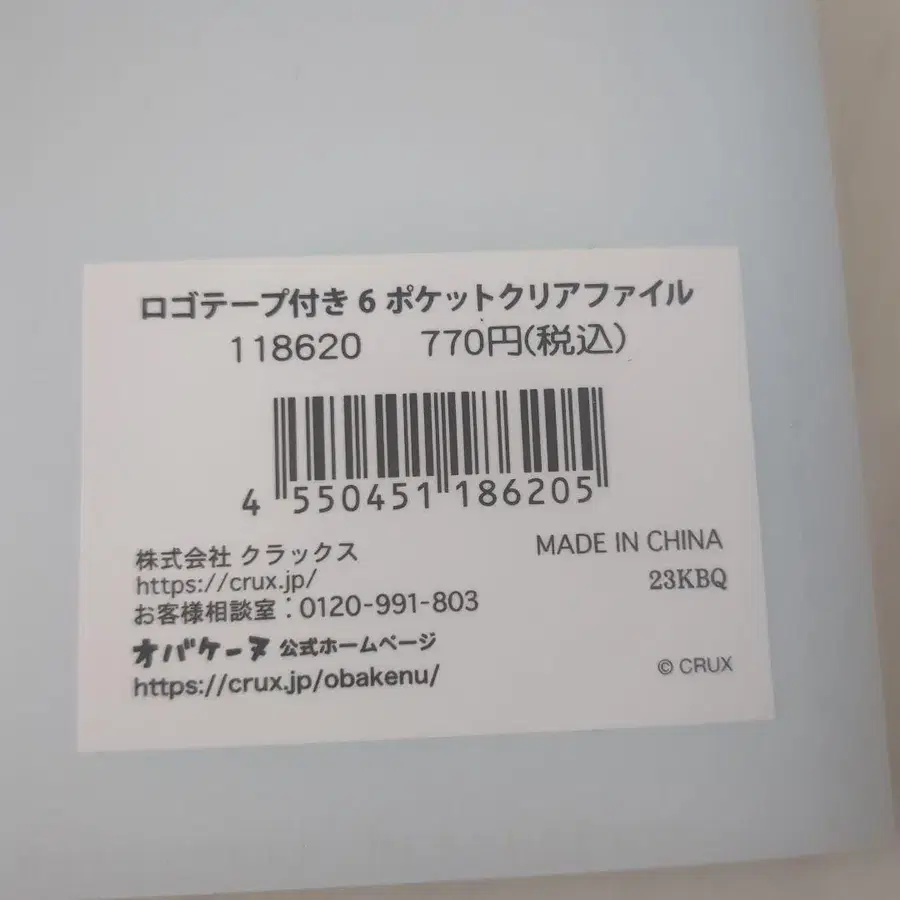 ロゴテープ付き 6 ポケットクリアファイル
118620 770円(税込)
4 550451 186205
株式会社 クラックス
https://crux.jp/
お客様相談室：0120-991-803
オバケーヌ 公式ホームページ
https://crux.jp/obakenu/
MADE IN CHINA
23KBQ
© CRUX